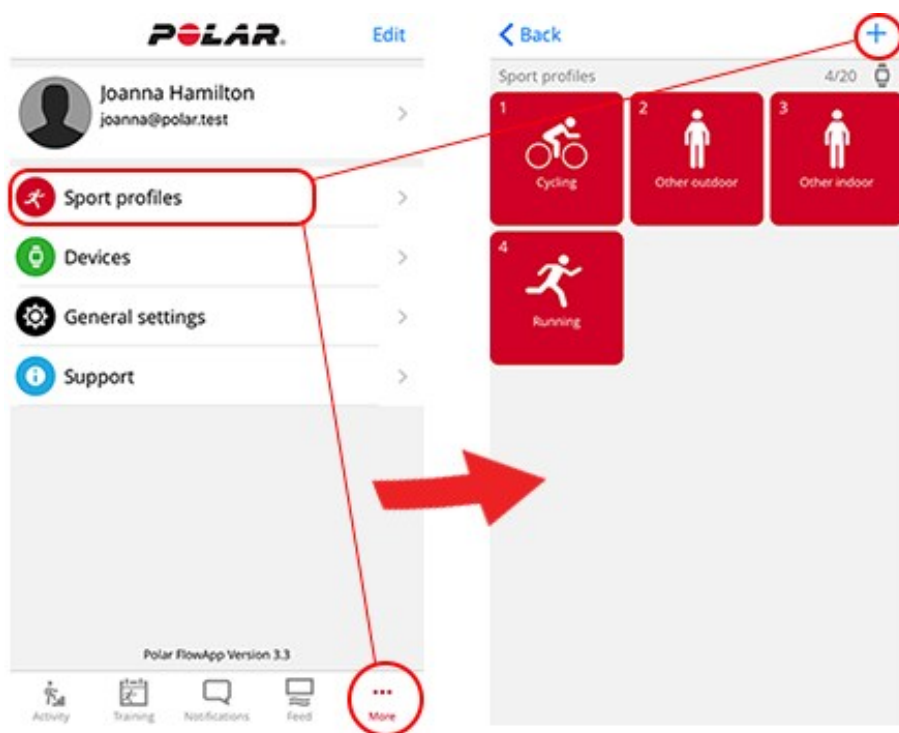 POLAR.
Edit
Joanna Hamilton
joanna@polar.test
Sport profiles
Devices
General settings
Support
Polar FlowApp Version 3.3
Activity
Training
Notifications
Feed
More
Back
Sport profiles
4/20
1
Cycling
2
Other outdoor
3
Other indoor
4
Running